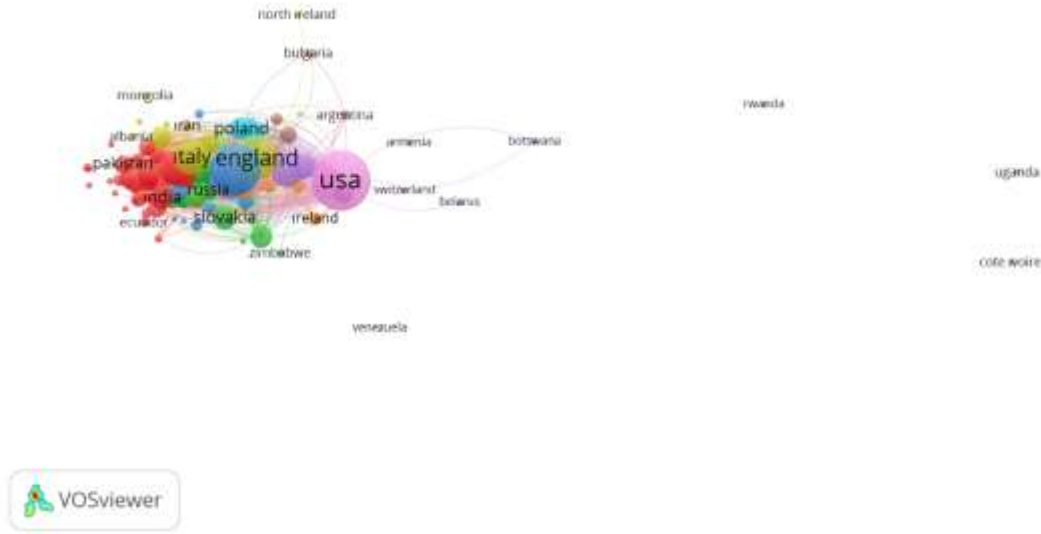 north ireland
bulgaria
mongolia
rwanda
argentina
iran
poland
albania
armenia
botswana
italy
england
pakistan
uganda
usa
india
russia
switzerland
belarus
ecuador
slovakia
ireland
zimbabwe
cote ivoire
venezuela
VOSviewer